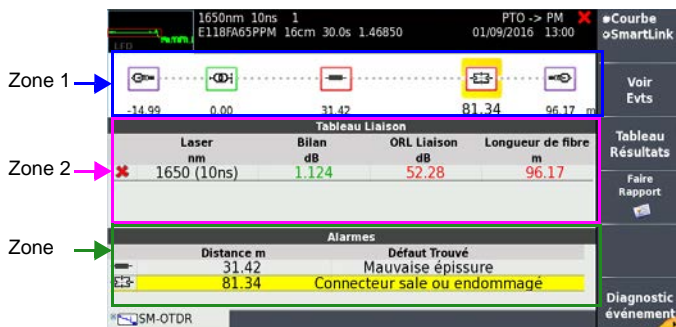 1650nm 10ns 1 PTO -> PM
LFD E118FA65PPM 16cm 30.0s 1.46850 01/09/2016 13:00
Courbe
SmartLink
Zone 1
-14.99 0.00 31.42 81.34 96.17 m
Voir
Evts
Zone 2
Tableau Liaison
Laser Bilan ORL Liaison Longueur de fibre
nm dB dB m
1650 (10ns) 1.124 52.28 96.17
Tableau
Résultats
Faire
Rapport
Zone
Alarmes
Distance m Défaut Trouvé
31.42 Mauvaise épissure
81.34 Connecteur sale ou endommagé
Diagnostic
événement
SM-OTDR